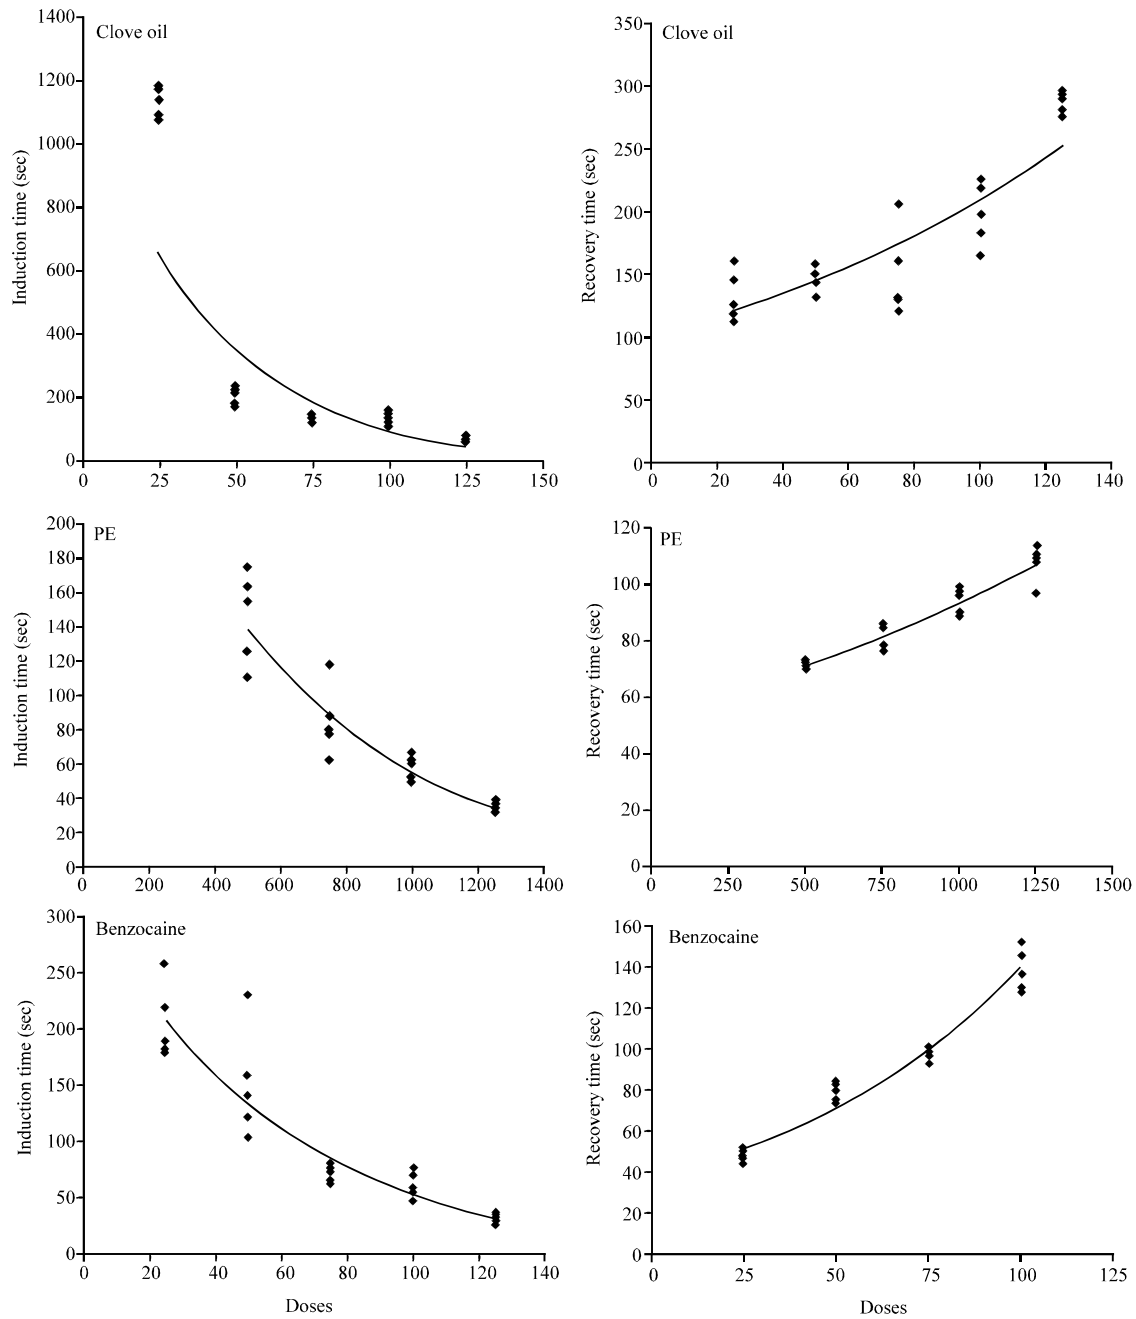 Clove oil
Induction time (sec)
1400
1200
1000
800
600
400
200
0
0 25 50 75 100 125 150
Clove oil
Recovery time (sec)
350
300
250
200
150
100
50
0
0 20 40 60 80 100 120 140
PE
Induction time (sec)
200
180
160
140
120
100
80
60
40
20
0
0 200 400 600 800 1000 1200 1400
PE
Recovery time (sec)
120
100
80
60
40
20
0
0 250 500 750 1000 1250 1500
Benzocaine
Induction time (sec)
300
250
200
150
100
50
0
0 20 40 60 80 100 120 140
Doses
Benzocaine
Recovery time (sec)
160
140
120
100
80
60
40
20
0
0 25 50 75 100 125
Doses